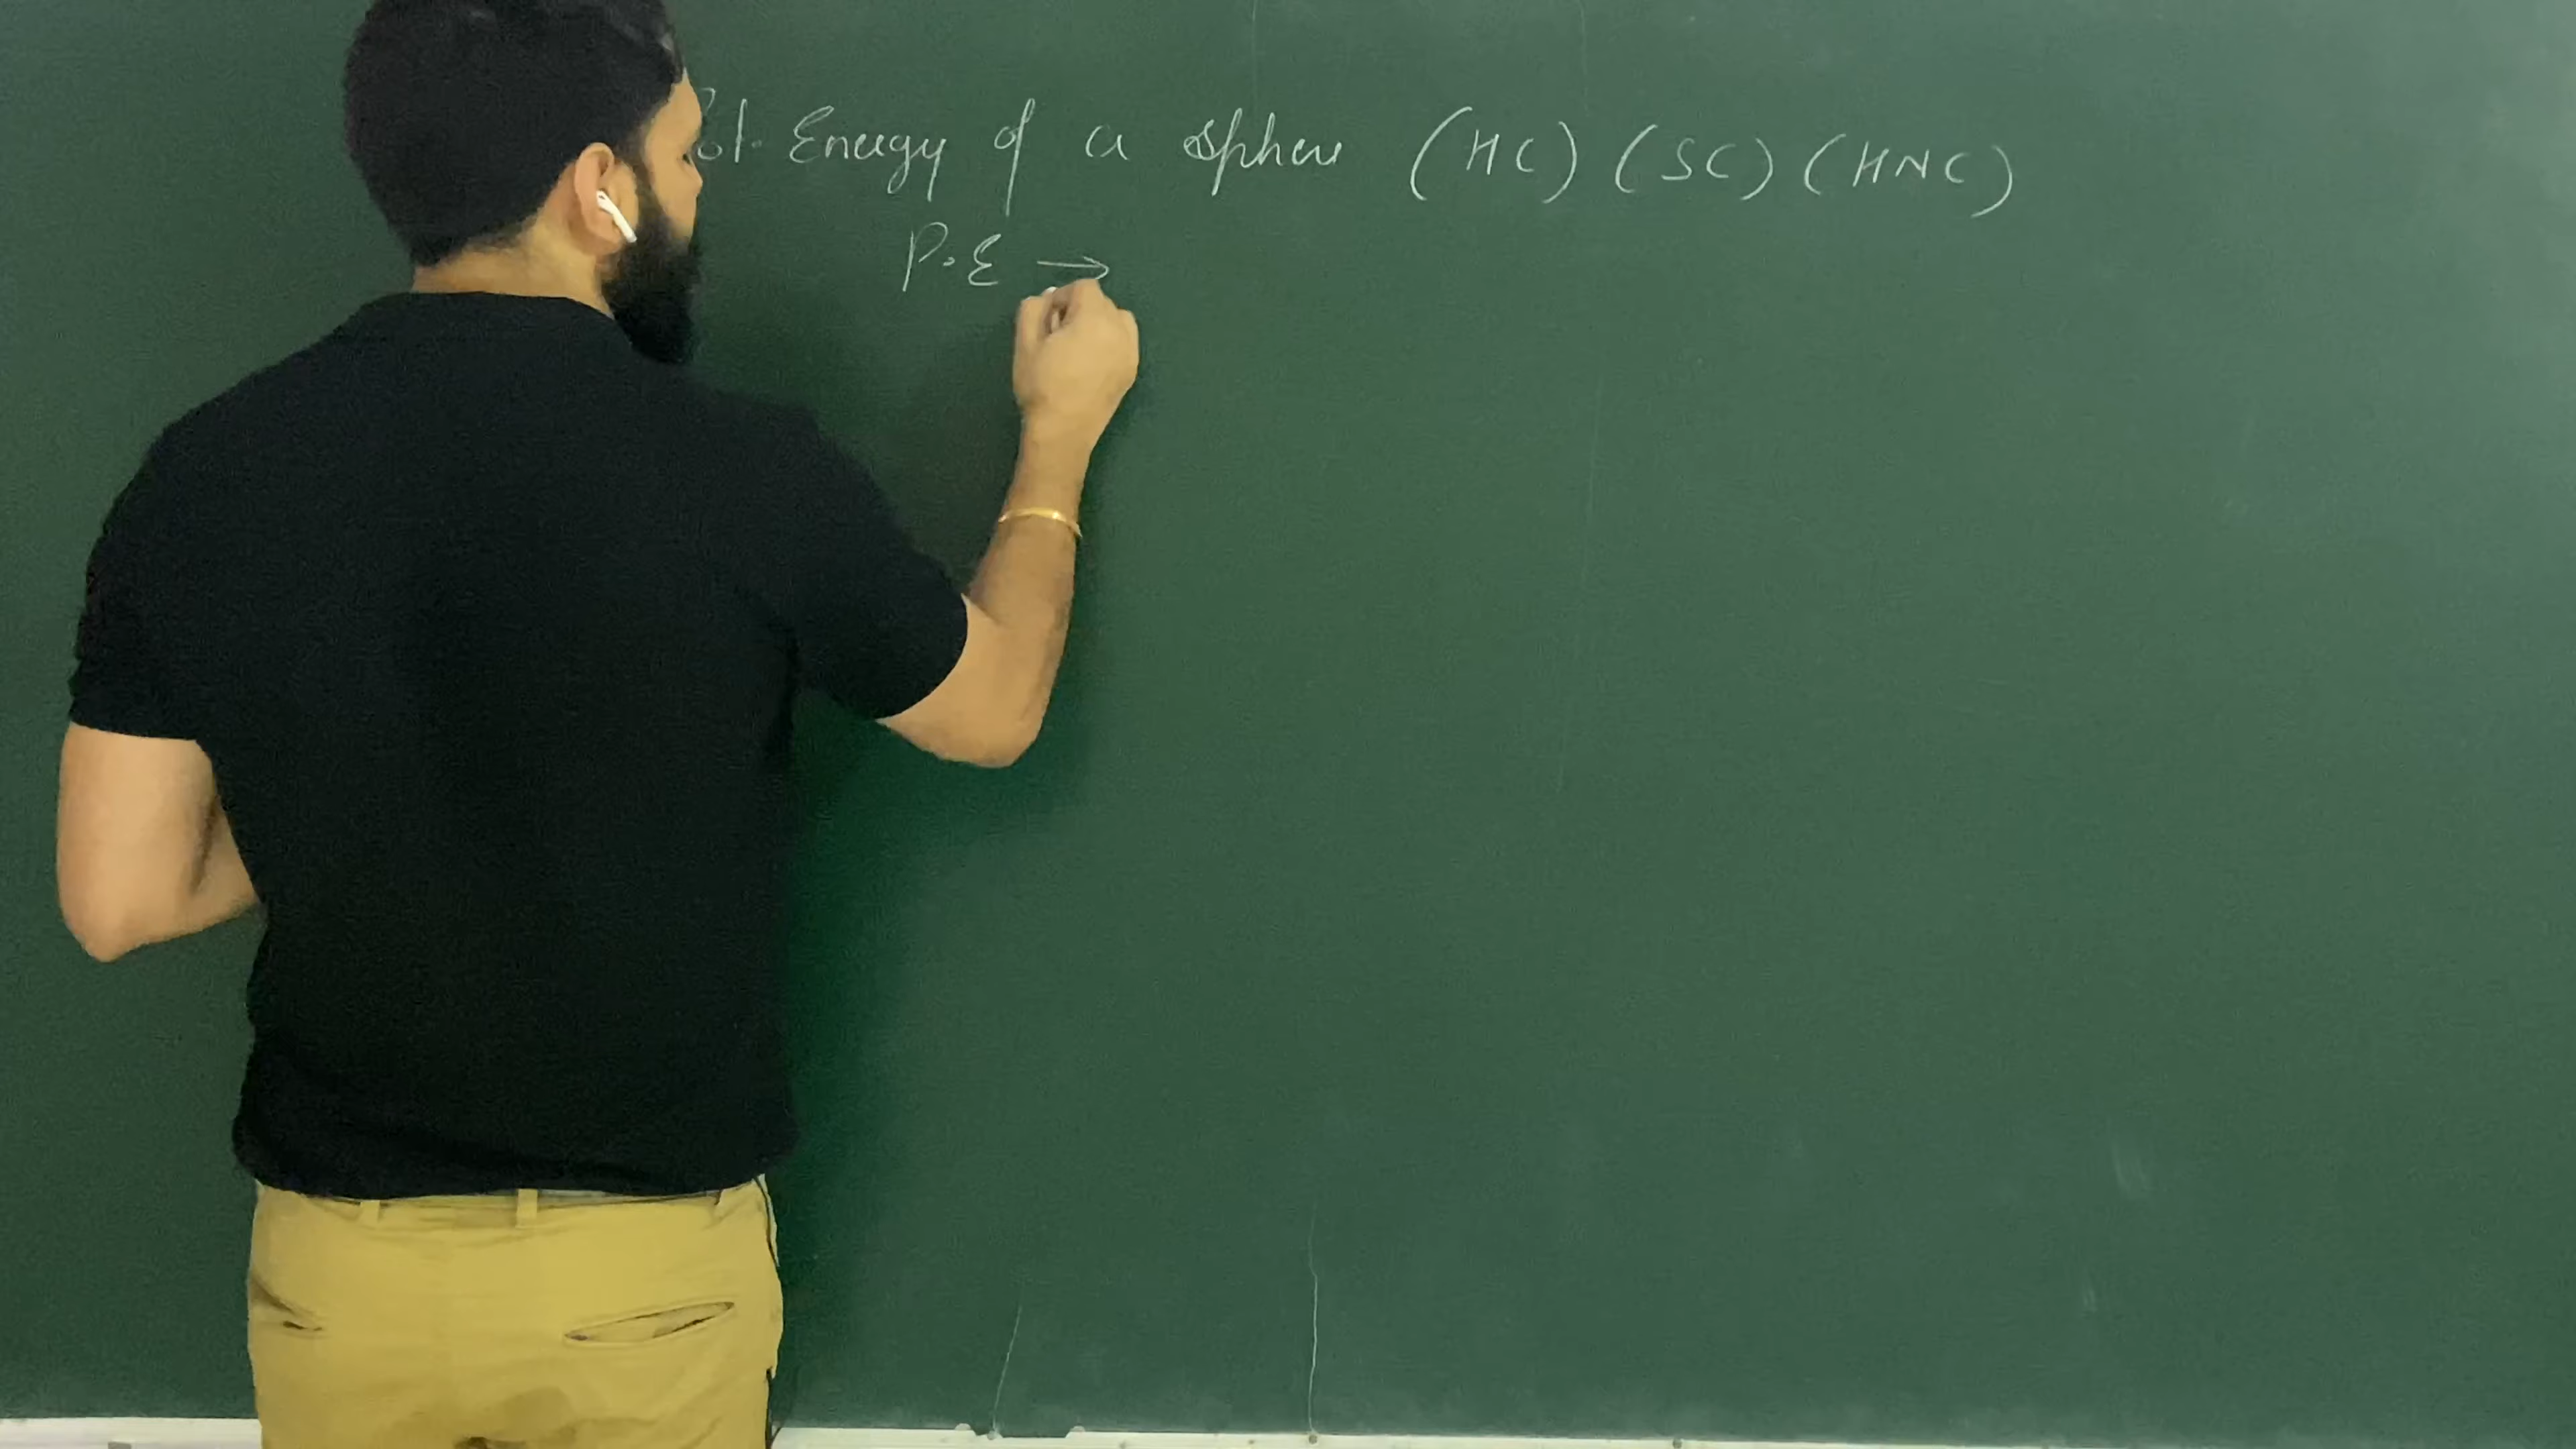 Pot. Energy of a sphere (HC) (SC) (HNC)
P.E →